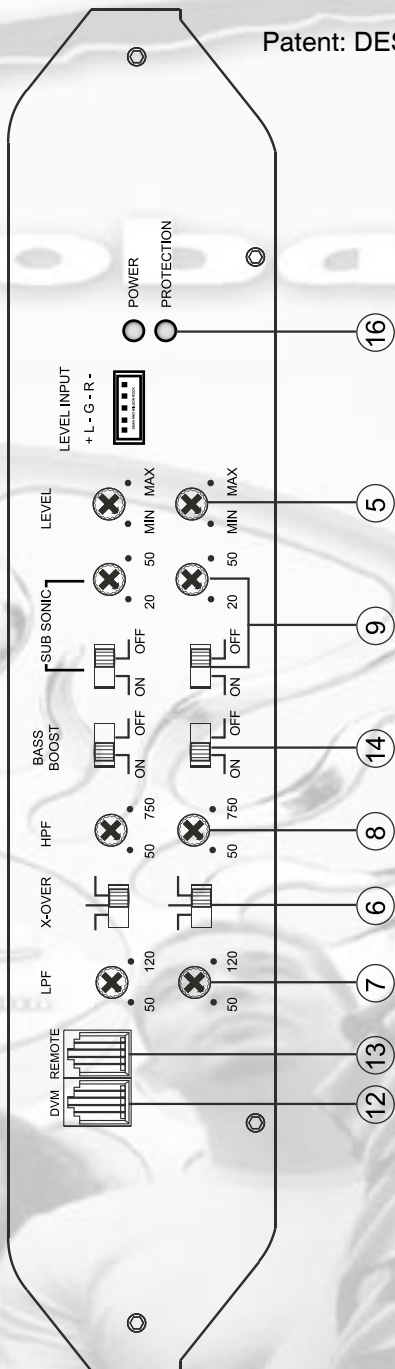 Patent: DES
DVM REMOTE
LPF
X-OVER
HPF
BASS
BOOST
SUB SONIC
LEVEL
LEVEL INPUT
+ L - G - R -
POWER
PROTECTION
50 120
50 750
ON OFF
ON OFF
20 50
MIN MAX
50 120
50 750
ON OFF
ON OFF
20 50
MIN MAX
12 13 7 6 8 14 9 5 16